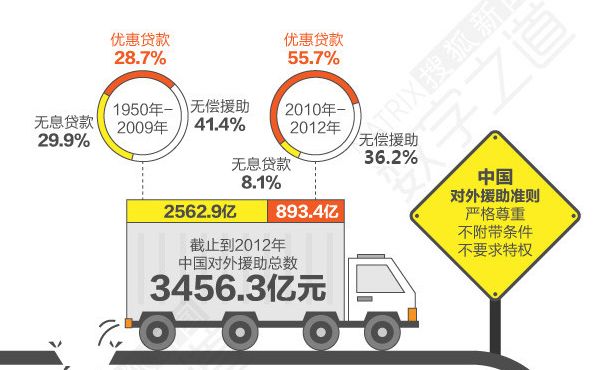 优惠贷款
28.7%
1950年-
2009年
无息贷款
29.9%
无偿援助
41.4%
优惠贷款
55.7%
2010年-
2012年
无偿援助
36.2%
无息贷款
8.1%
2562.9亿
893.4亿
截止到2012年
中国对外援助总数
3456.3亿元
中国
对外援助准则
严格尊重
不附带条件
不要求特权
搜狐新闻
数字之道